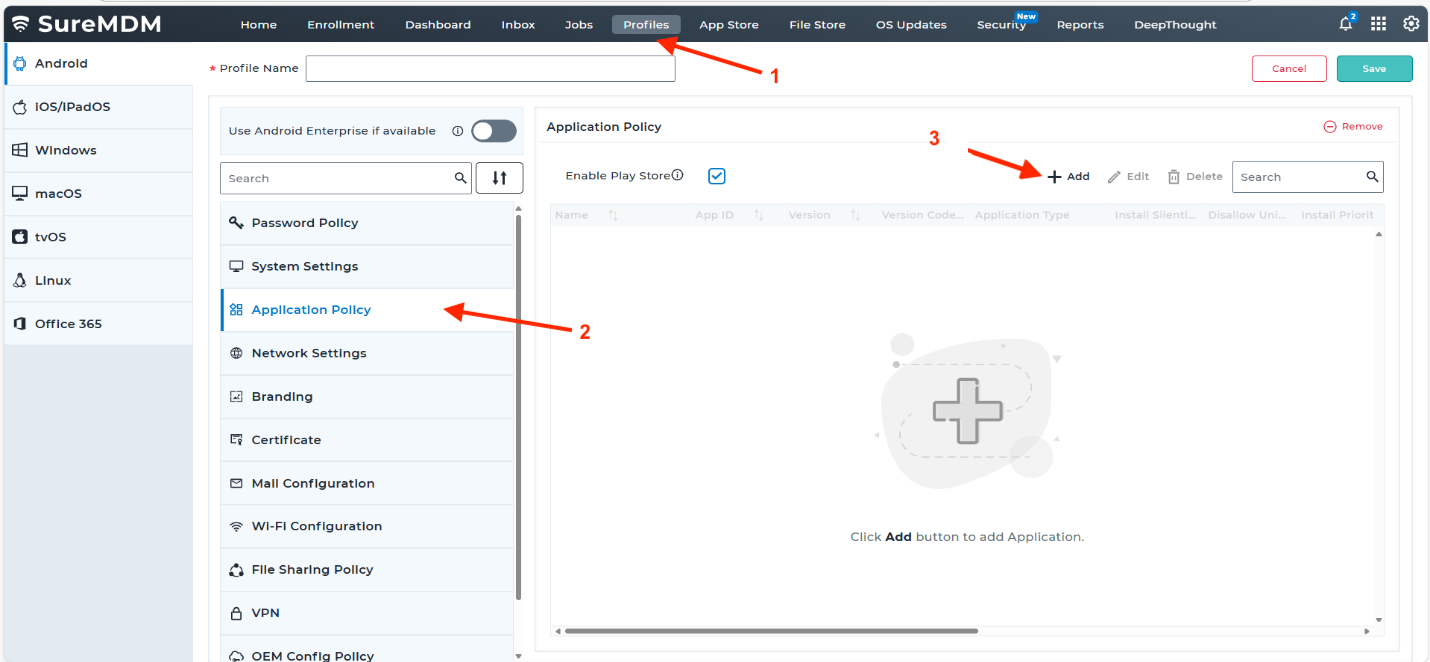 SureMDM Home Enrollment Dashboard Inbox Jobs Profiles App Store File Store OS Updates Security New Reports DeepThought 2
Android
iOS/iPadOS
Windows
macOS
tvOS
Linux
Office 365
* Profile Name
1
Cancel Save
Use Android Enterprise if available
Search
Password Policy
System Settings
Application Policy
2
Network Settings
Branding
Certificate
Mail Configuration
Wi-Fi Configuration
File Sharing Policy
VPN
OEM Config Policy
Application Policy
Remove
3
Enable Play Store
Add Edit Delete Search
Name App ID Version Version Code... Application Type Install Silentl... Disallow Uni... Install Priorit
Click Add button to add Application.